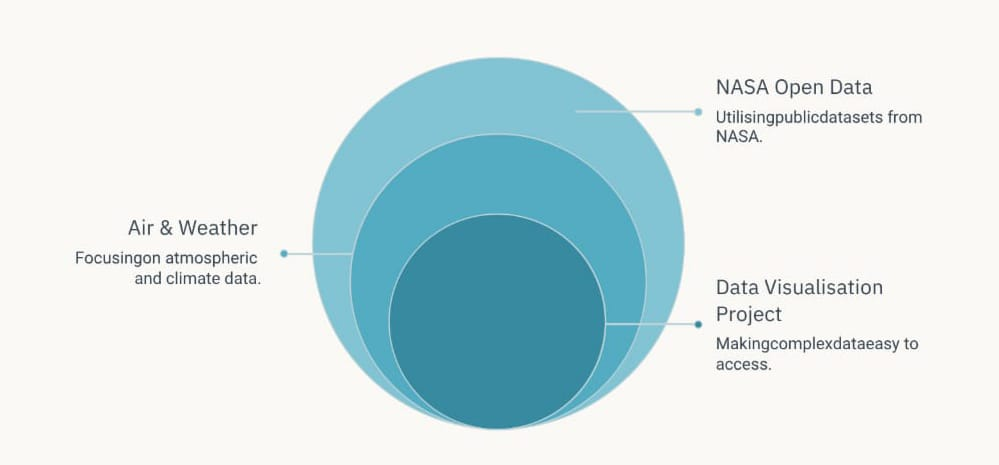 NASA Open Data
Utilisingpublicdatasets from
NASA.
Air & Weather
Focusingon atmospheric
and climate data.
Data Visualisation
Project
Makingcomplexdataeasy to
access.